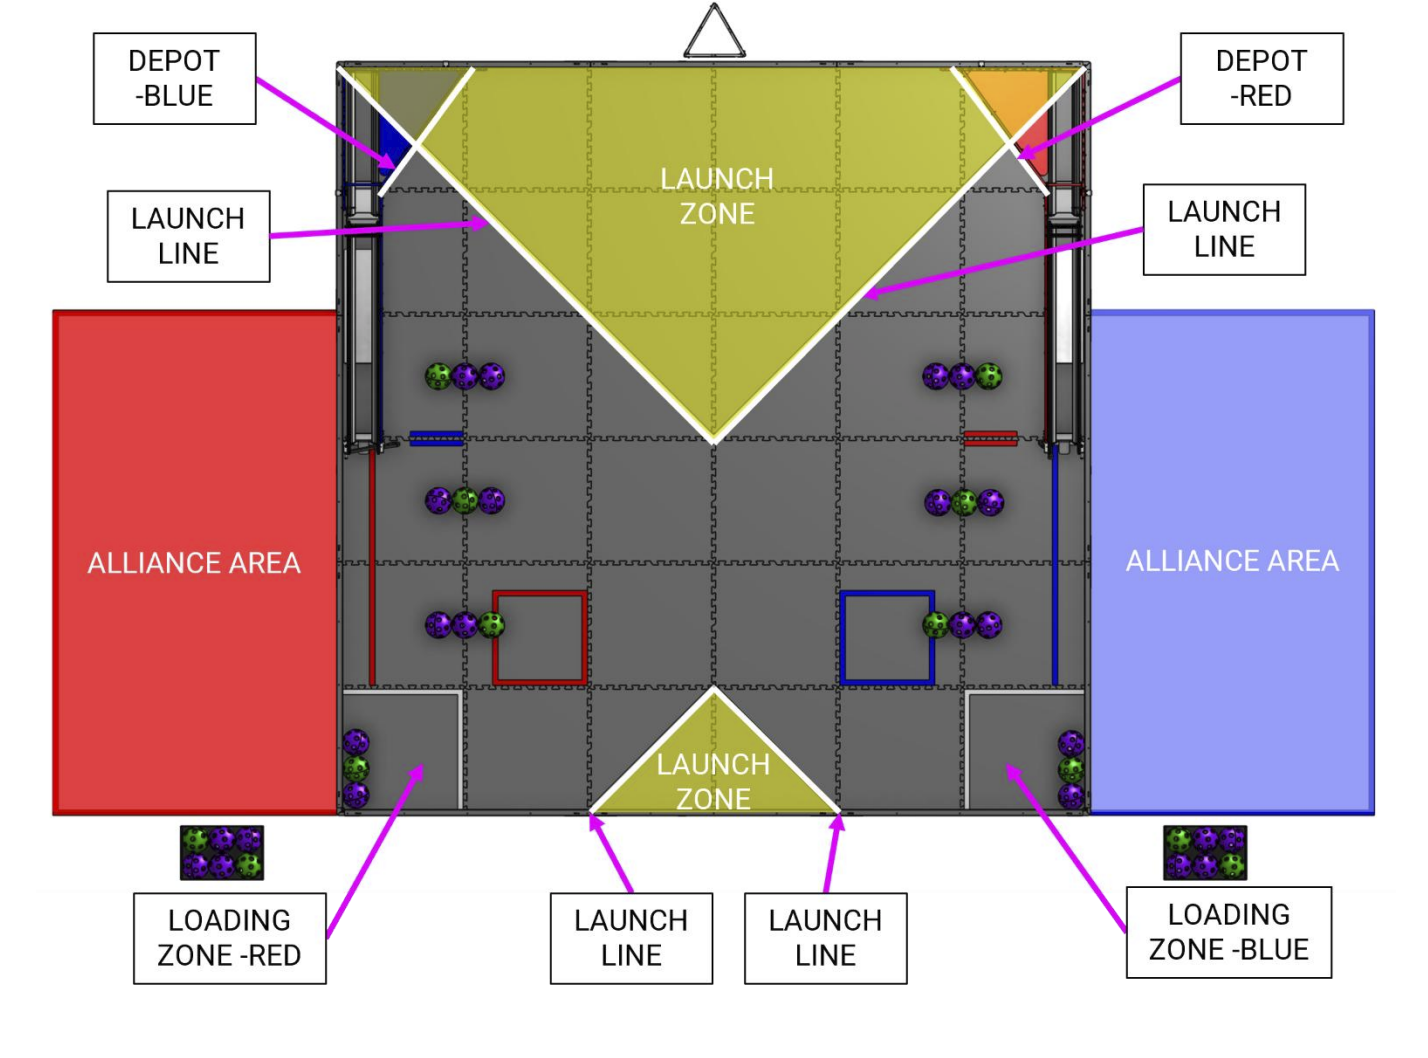 DEPOT
-BLUE
DEPOT
-RED
LAUNCH
ZONE
LAUNCH
LINE
LAUNCH
LINE
ALLIANCE AREA
ALLIANCE AREA
LAUNCH
ZONE
LOADING
ZONE -RED
LAUNCH
LINE
LAUNCH
LINE
LOADING
ZONE -BLUE